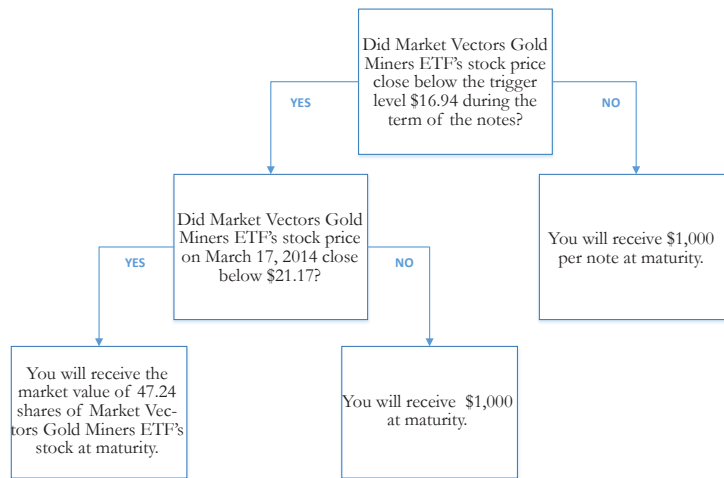 Did Market Vectors Gold
Miners ETF's stock price
close below the trigger
level $16.94 during the
term of the notes?
YES
NO
Did Market Vectors Gold
Miners ETF's stock price
on March 17, 2014 close
below $21.17?
You will receive $1,000
per note at maturity.
YES
NO
You will receive the
market value of 47.24
shares of Market Vec-
tors Gold Miners ETF's
stock at maturity.
You will receive $1,000
at maturity.